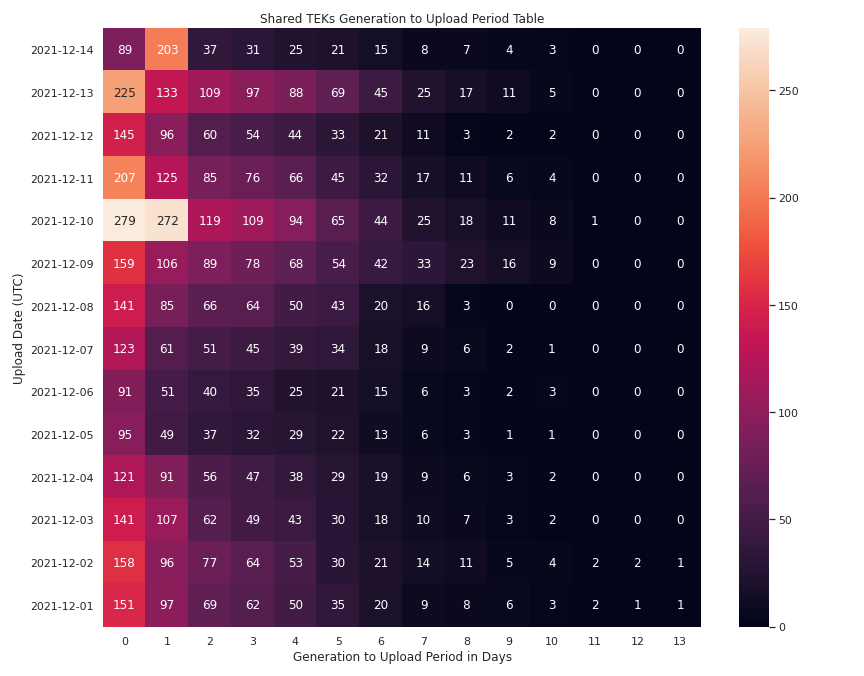 Shared TEKs Generation to Upload Period Table
Upload Date (UTC)
2021-12-14 89 203 37 31 25 21 15 8 7 4 3 0 0 0
2021-12-13 225 133 109 97 88 69 45 25 17 11 5 0 0 0
2021-12-12 145 96 60 54 44 33 21 11 3 2 2 0 0 0
2021-12-11 207 125 85 76 66 45 32 17 11 6 4 0 0 0
2021-12-10 279 272 119 109 94 65 44 25 18 11 8 1 0 0
2021-12-09 159 106 89 78 68 54 42 33 23 16 9 0 0 0
2021-12-08 141 85 66 64 50 43 20 16 3 0 0 0 0 0
2021-12-07 123 61 51 45 39 34 18 9 6 2 1 0 0 0
2021-12-06 91 51 40 35 25 21 15 6 3 2 3 0 0 0
2021-12-05 95 49 37 32 29 22 13 6 3 1 1 0 0 0
2021-12-04 121 91 56 47 38 29 19 9 6 3 2 0 0 0
2021-12-03 141 107 62 49 43 30 18 10 7 3 2 0 0 0
2021-12-02 158 96 77 64 53 30 21 14 11 5 4 2 2 1
2021-12-01 151 97 69 62 50 35 20 9 8 6 3 2 1 1
0 1 2 3 4 5 6 7 8 9 10 11 12 13
Generation to Upload Period in Days
250
200
150
100
50
0